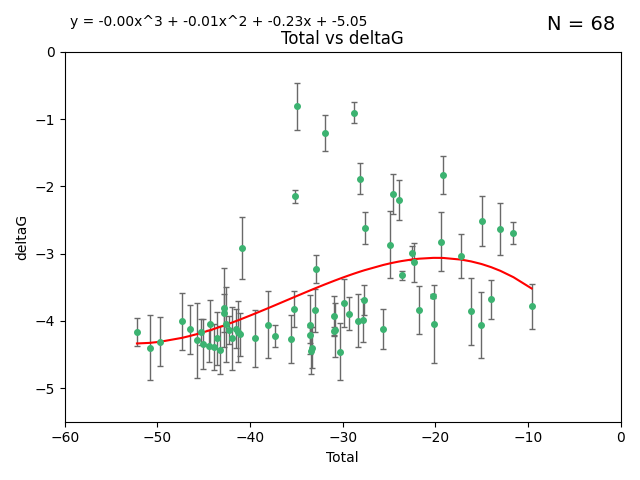 y = -0.00x^3 + -0.01x^2 + -0.23x + -5.05
N = 68
Total vs deltaG
0
−1
−2
−3
−4
−5
deltaG
−60 −50 −40 −30 −20 −10 0
Total